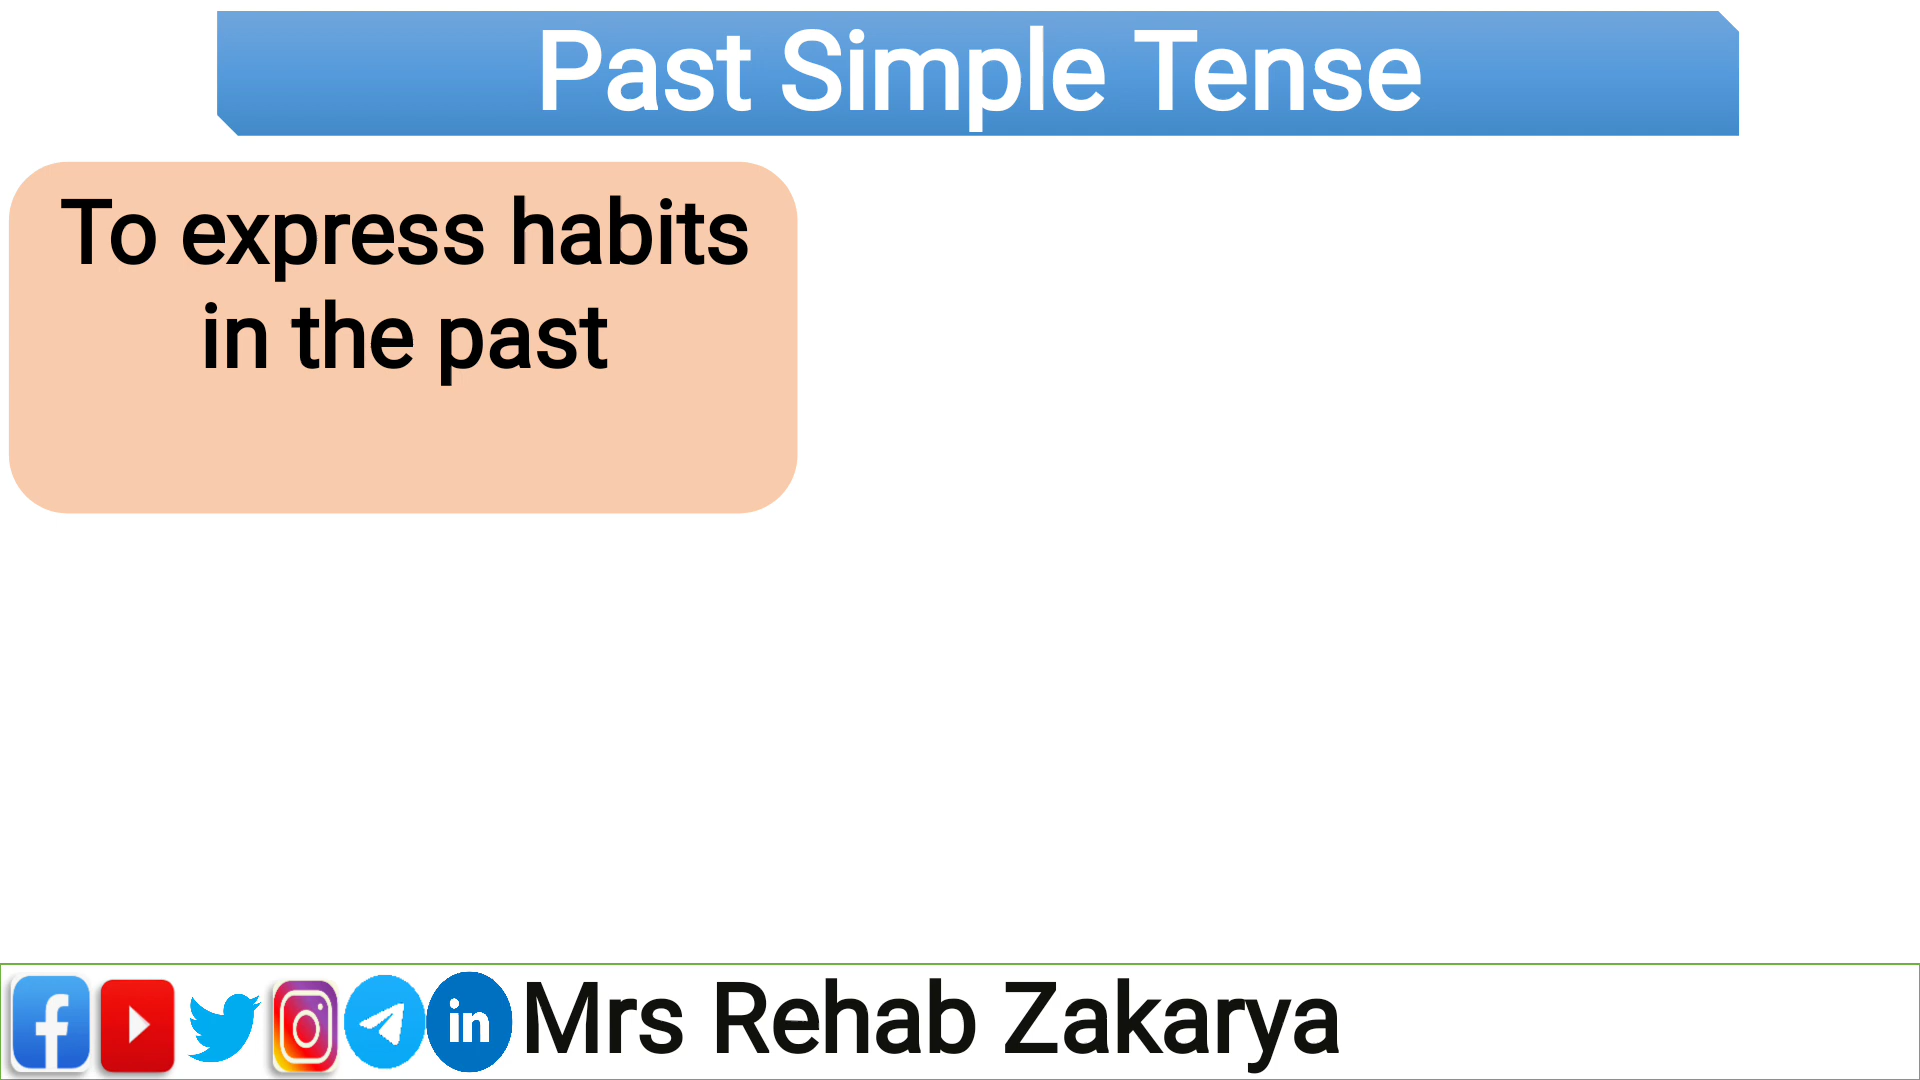 Past Simple Tense
To express habits
in the past
in Mrs Rehab Zakarya